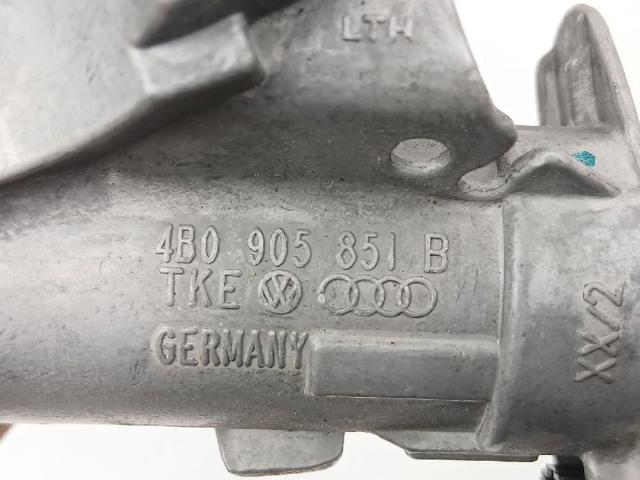 LTH
4B0 905 851 B
TKE
GERMANY
XX/2